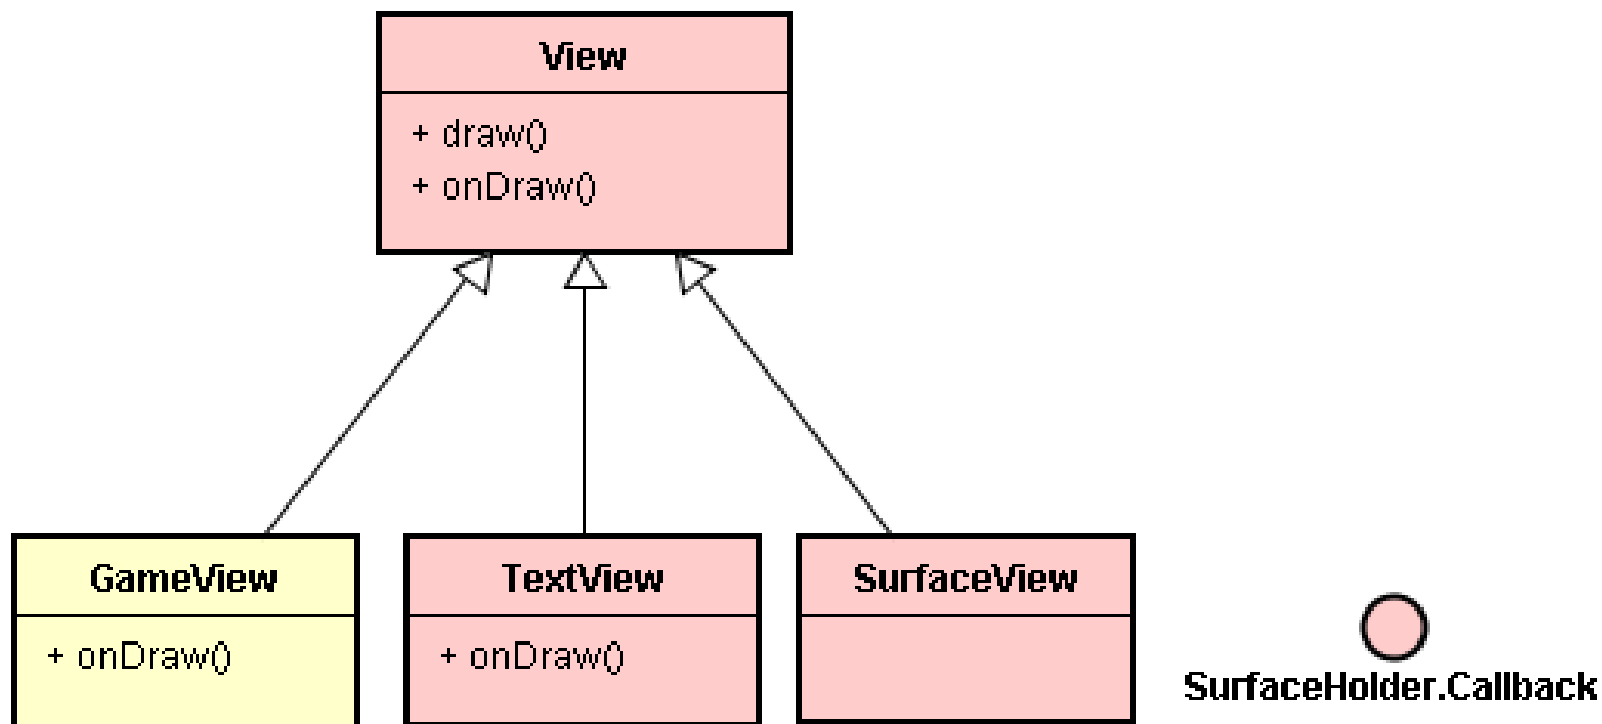 View
+ draw()
+ onDraw()
GameView
+ onDraw()
TextView
+ onDraw()
SurfaceView
SurfaceHolder.Callback